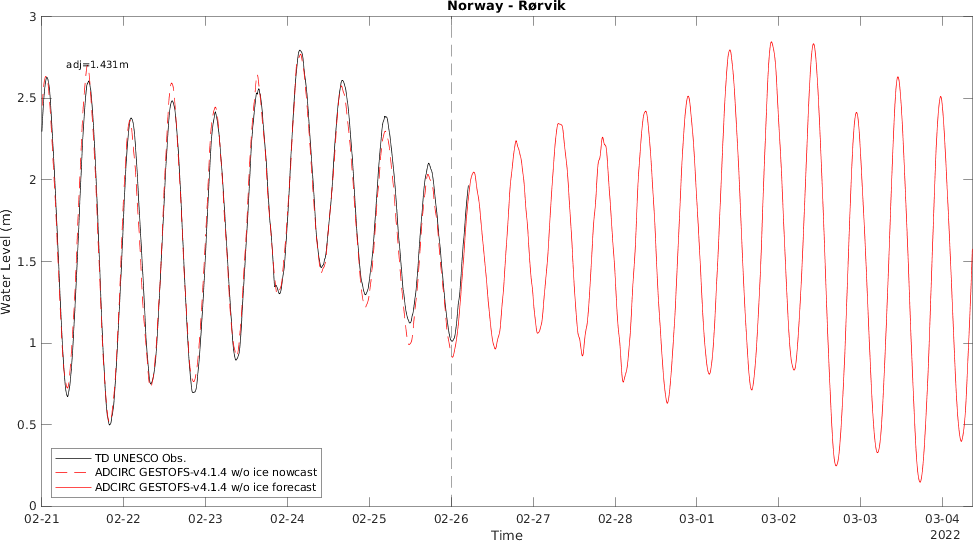 Norway - Rørvik
3
adj=1.431m
2.5
2
1.5
1
0.5
0
Water Level (m)
TD UNESCO Obs.
ADCIRC GESTOFS-v4.1.4 w/o ice nowcast
ADCIRC GESTOFS-v4.1.4 w/o ice forecast
02-21 02-22 02-23 02-24 02-25 02-26 02-27 02-28 03-01 03-02 03-03 03-04
Time 2022